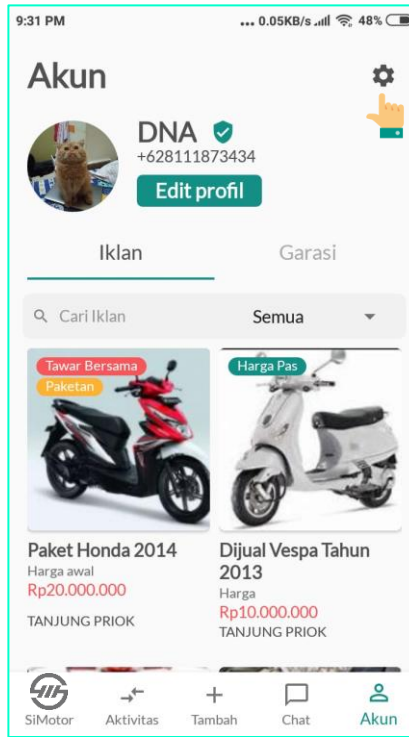 9:31 PM
... 0.05KB/s 48%
Akun
DNA
+628111873434
Edit profil
Iklan Garasi
Cari Iklan Semua
Tawar Bersama
Paketan
Harga Pas
Paket Honda 2014
Harga awal
Rp20.000.000
TANJUNG PRIOK
Dijual Vespa Tahun
2013
Harga
Rp10.000.000
TANJUNG PRIOK
SiMotor Aktivitas Tambah Chat Akun